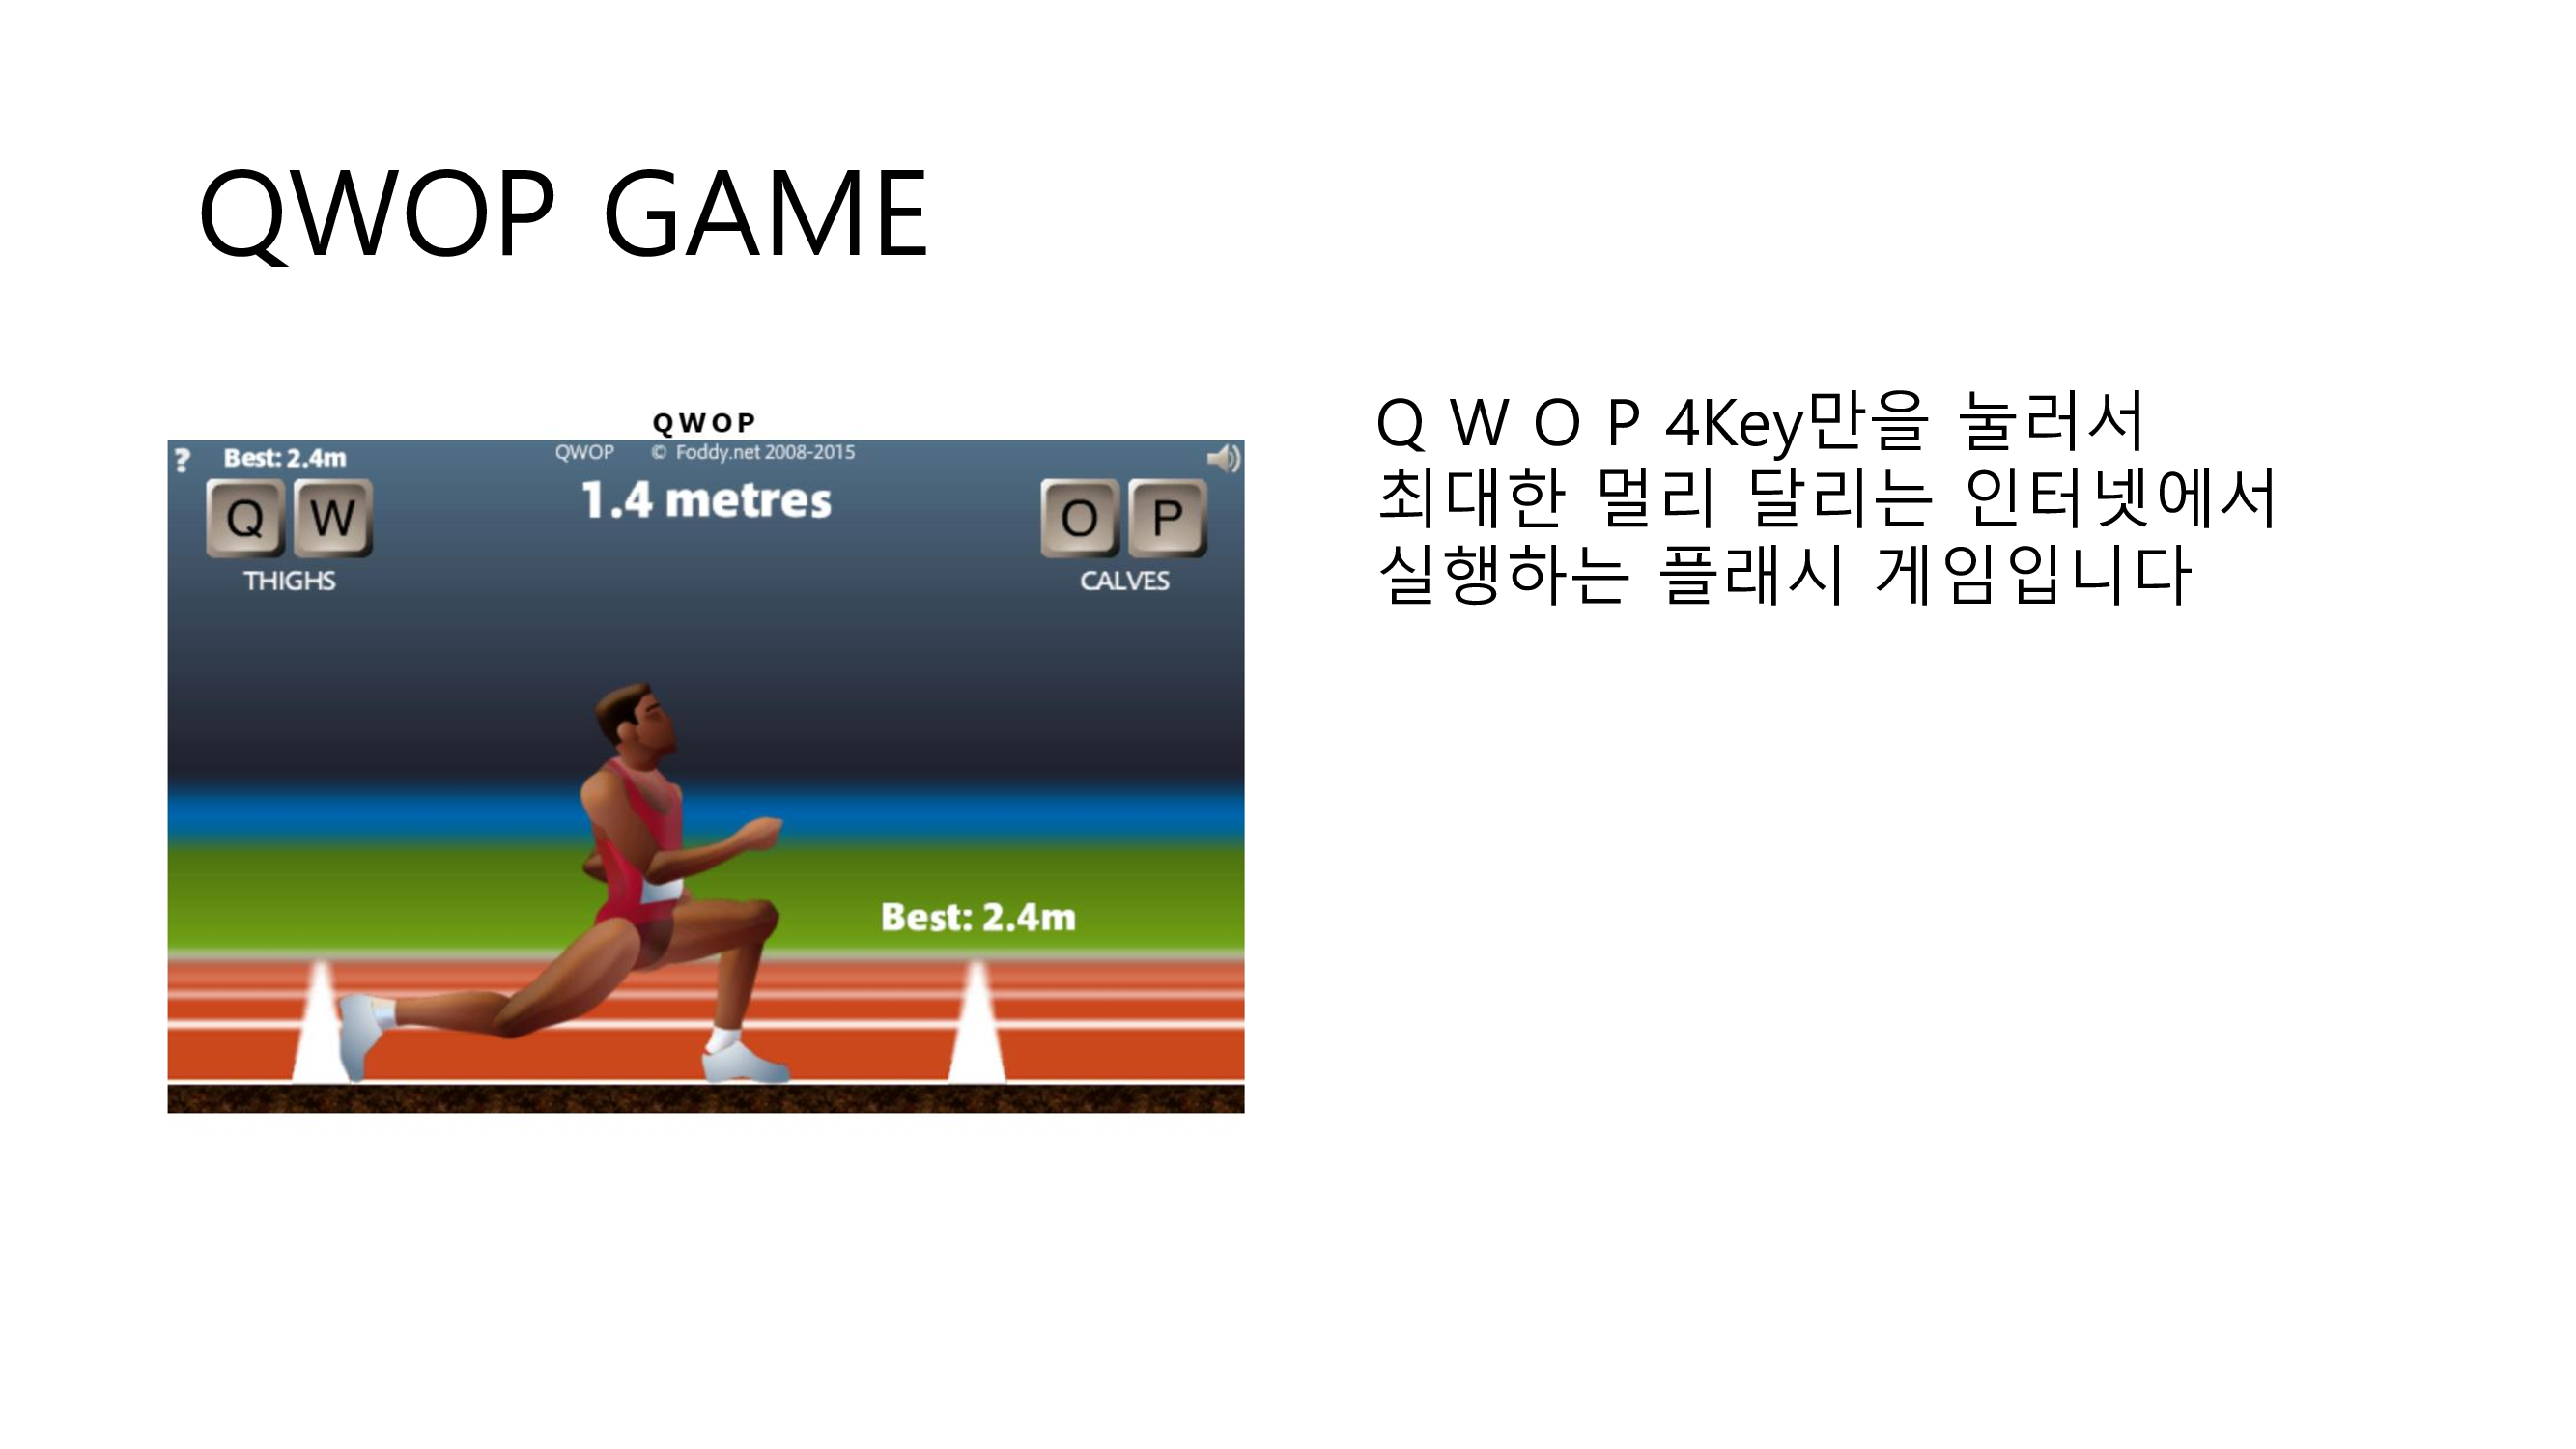 QWOP GAME
QWOP
? Best: 2.4m
QWOP © Foddy.net 2008-2015
1.4 metres
Q W
THIGHS
O P
CALVES
Best: 2.4m
Q W O P 4Key만을 눌러서
최대한 멀리 달리는 인터넷에서
실행하는 플래시 게임입니다